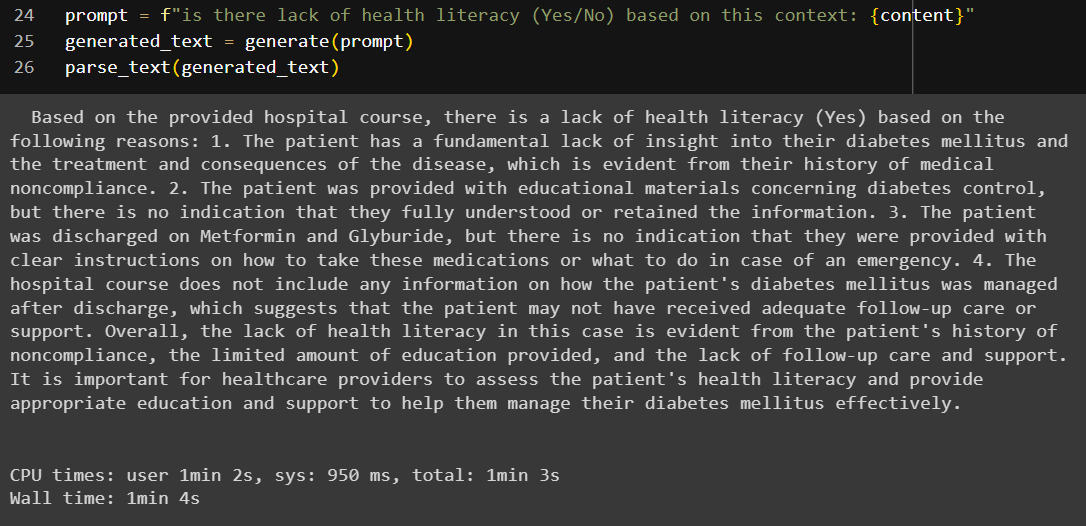 24 prompt = f"is there lack of health literacy (Yes/No) based on this context: {content}"
25 generated_text = generate(prompt)
26 parse_text(generated_text)
Based on the provided hospital course, there is a lack of health literacy (Yes) based on the
following reasons: 1. The patient has a fundamental lack of insight into their diabetes mellitus and
the treatment and consequences of the disease, which is evident from their history of medical
noncompliance. 2. The patient was provided with educational materials concerning diabetes control,
but there is no indication that they fully understood or retained the information. 3. The patient
was discharged on Metformin and Glyburide, but there is no indication that they were provided with
clear instructions on how to take these medications or what to do in case of an emergency. 4. The
hospital course does not include any information on how the patient's diabetes mellitus was managed
after discharge, which suggests that the patient may not have received adequate follow-up care or
support. Overall, the lack of health literacy in this case is evident from the patient's history of
noncompliance, the limited amount of education provided, and the lack of follow-up care and support.
It is important for healthcare providers to assess the patient's health literacy and provide
appropriate education and support to help them manage their diabetes mellitus effectively.
CPU times: user 1min 2s, sys: 950 ms, total: 1min 3s
Wall time: 1min 4s